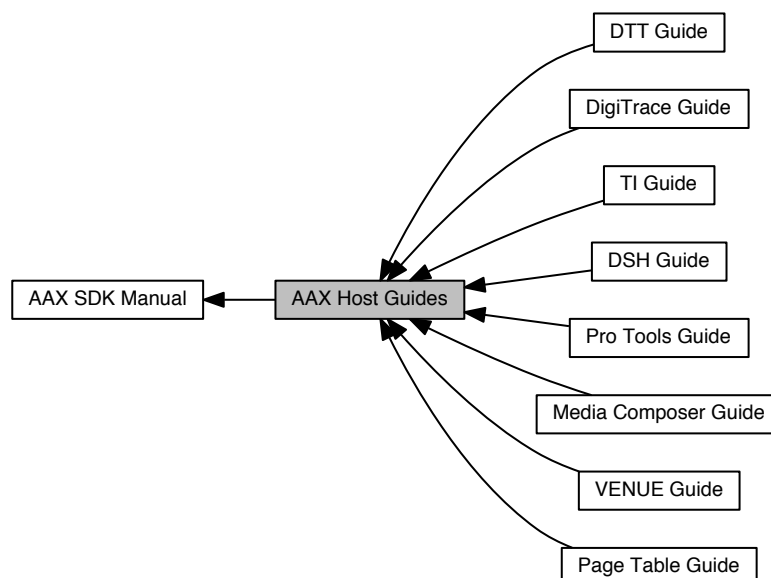 DTT Guide
DigiTrace Guide
TI Guide
DSH Guide
AAX SDK Manual
AAX Host Guides
Pro Tools Guide
Media Composer Guide
VENUE Guide
Page Table Guide